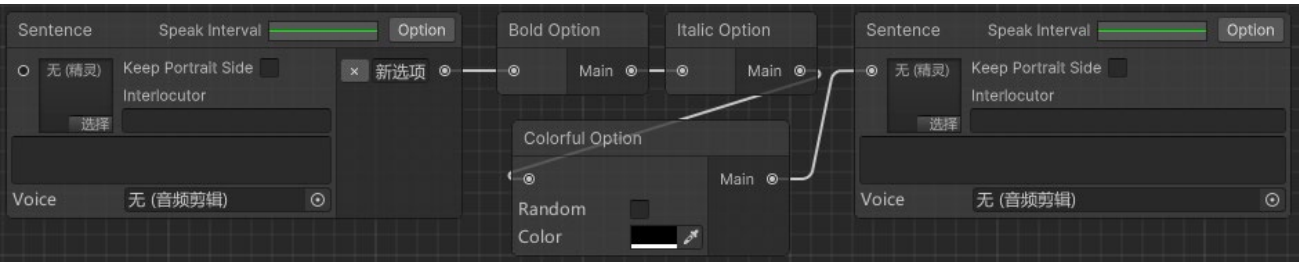 Sentence
Speak Interval
Option
无 (精灵)
选择
Keep Portrait Side
Interlocutor
× 新选项
Voice
无 (音频剪辑)
Bold Option
Main
Italic Option
Main
Colorful Option
Main
Random
Color
Sentence
Speak Interval
Option
无 (精灵)
选择
Keep Portrait Side
Interlocutor
Voice
无 (音频剪辑)